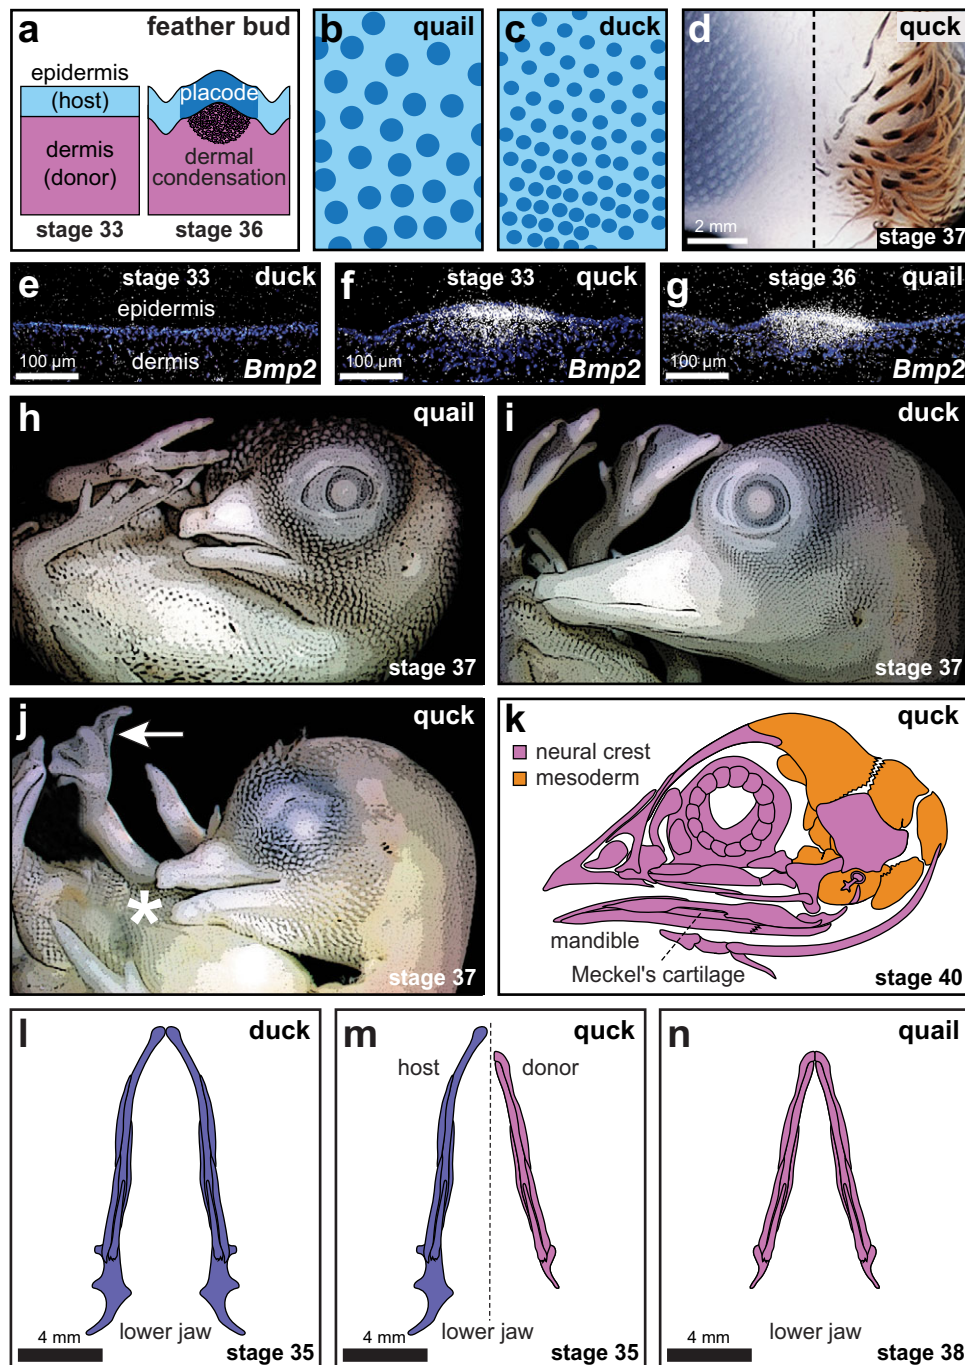 a feather bud
epidermis
(host)
dermis
(donor)
placode
dermal
condensation
stage 33
stage 36
b quail
c duck
d quck
2 mm
stage 37
e stage 33 duck
epidermis
dermis
100 µm
Bmp2
f stage 33 quck
100 µm
Bmp2
g stage 36 quail
100 µm
Bmp2
h quail
stage 37
i duck
stage 37
j quck
*
stage 37
k quck
neural crest
mesoderm
mandible
Meckel's cartilage
stage 40
l duck
4 mm
lower jaw
stage 35
m quck
host
donor
4 mm
lower jaw
stage 35
n quail
4 mm
lower jaw
stage 38